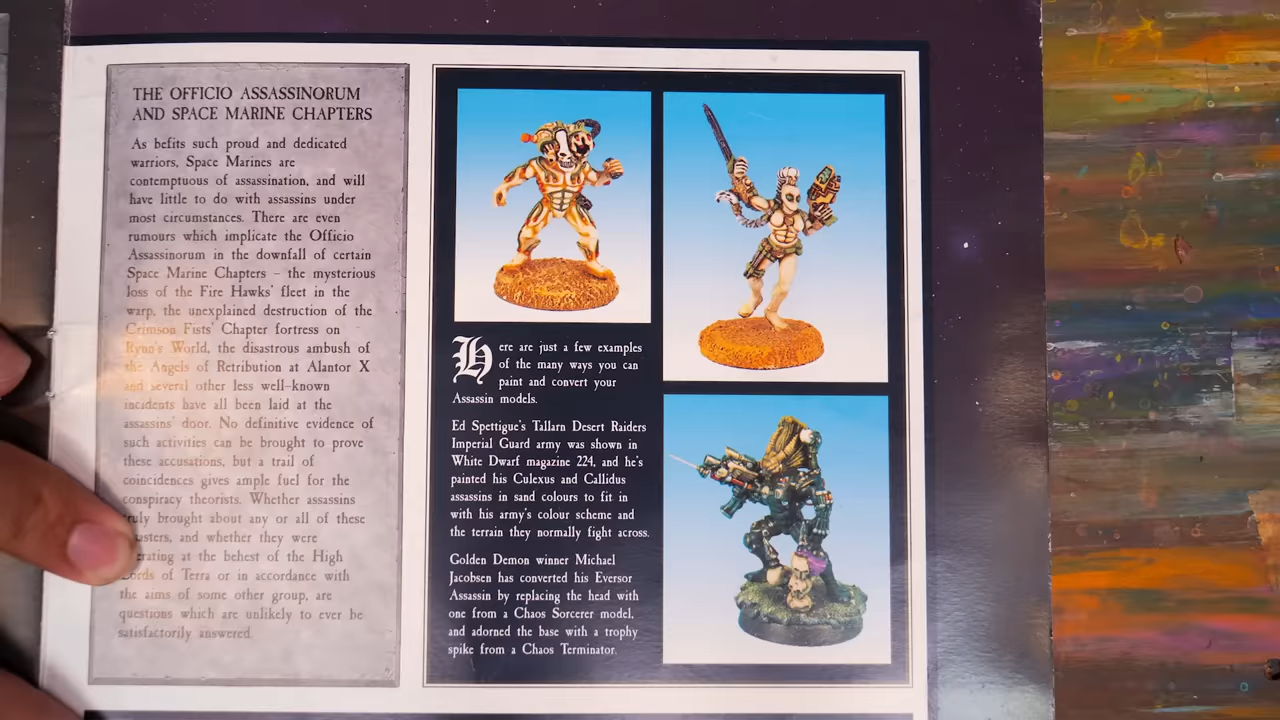 THE OFFICIO ASSASSINORUM
AND SPACE MARINE CHAPTERS
As befits such proud and dedicated
warriors, Space Marines are
contemptuous of assassination, and will
have little to do with assassins under
most circumstances. There are even
rumours which implicate the Officio
Assassinorum in the downfall of certain
Space Marine Chapters – the mysterious
loss of the Fire Hawks' fleet in the
warp, the unexplained destruction of the
Crimson Fists' Chapter fortress on
Rynn's World, the disastrous ambush of
the Angels of Retribution at Alantor X
and several other less well-known
incidents have all been laid at the
assassins' door. No definitive evidence of
such activities can be brought to prove
these accusations, but a trail of
coincidences gives ample fuel for the
conspiracy theorists. Whether assassins
truly brought about any or all of these
and whether they were
at the behest of the High
Lords of Terra or in accordance with
the aims of some other group, are
questions which are unlikely to ever be
satisfactorily answered.
Here are just a few examples
of the many ways you can
paint and convert your
Assassin models.
Ed Spettigue's Tallarn Desert Raiders
Imperial Guard army was shown in
White Dwarf magazine 224, and he's
painted his Culexus and Callidus
assassins in sand colours to fit in
with his army's colour scheme and
the terrain they normally fight across.
Golden Demon winner Michael
Jacobsen has converted his Eversor
Assassin by replacing the head with
one from a Chaos Sorcerer model,
and adorned the base with a trophy
spike from a Chaos Terminator.